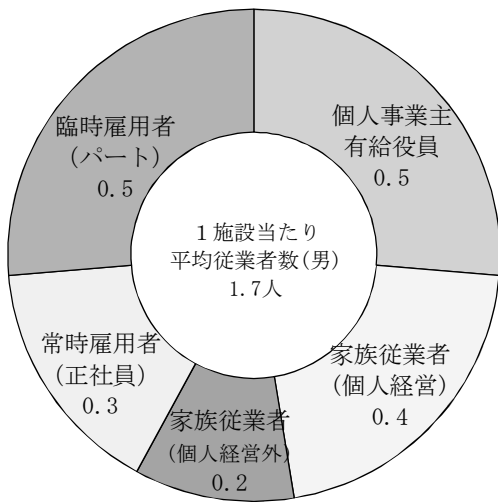 個人事業主
有給役員
0.5
家族従業者
(個人経営)
0.4
家族従業者
(個人経営外)
0.2
常時雇用者
(正社員)
0.3
臨時雇用者
(パート)
0.5
1施設当たり
平均従業者数(男)
1.7人